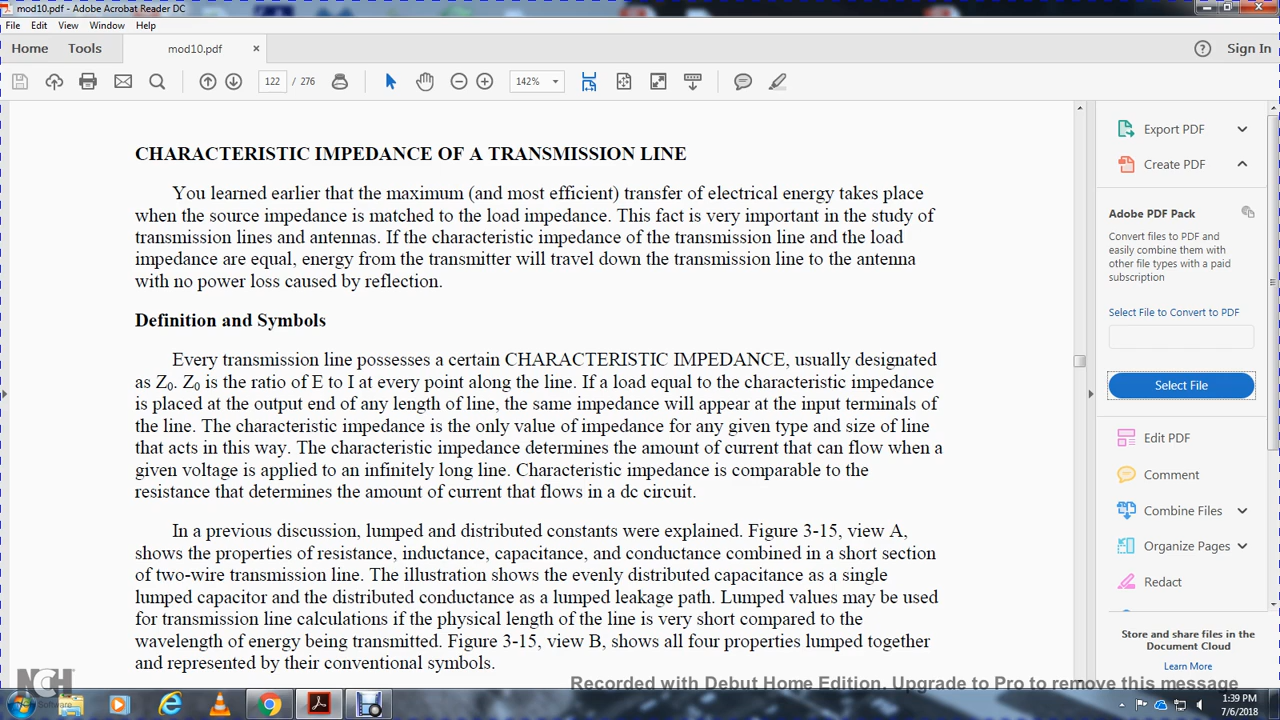 mod10.pdf - Adobe Acrobat Reader DC
File Edit View Window Help
Home Tools mod10.pdf × Sign In
122 / 276 142%
CHARACTERISTIC IMPEDANCE OF A TRANSMISSION LINE
You learned earlier that the maximum (and most efficient) transfer of electrical energy takes place
when the source impedance is matched to the load impedance. This fact is very important in the study of
transmission lines and antennas. If the characteristic impedance of the transmission line and the load
impedance are equal, energy from the transmitter will travel down the transmission line to the antenna
with no power loss caused by reflection.
Definition and Symbols
Every transmission line possesses a certain CHARACTERISTIC IMPEDANCE, usually designated
as Z₀. Z₀ is the ratio of E to I at every point along the line. If a load equal to the characteristic impedance
is placed at the output end of any length of line, the same impedance will appear at the input terminals of
the line. The characteristic impedance is the only value of impedance for any given type and size of line
that acts in this way. The characteristic impedance determines the amount of current that can flow when a
given voltage is applied to an infinitely long line. Characteristic impedance is comparable to the
resistance that determines the amount of current that flows in a dc circuit.
In a previous discussion, lumped and distributed constants were explained. Figure 3-15, view A,
shows the properties of resistance, inductance, capacitance, and conductance combined in a short section
of two-wire transmission line. The illustration shows the evenly distributed capacitance as a single
lumped capacitor and the distributed conductance as a lumped leakage path. Lumped values may be used
for transmission line calculations if the physical length of the line is very short compared to the
wavelength of energy being transmitted. Figure 3-15, view B, shows all four properties lumped together
and represented by their conventional symbols.
Export PDF
Create PDF
Adobe PDF Pack
Convert files to PDF and
easily combine them with
other file types with a paid
subscription
Select File to Convert to PDF
Select File
Edit PDF
Comment
Combine Files
Organize Pages
Redact
Store and share files in the
Document Cloud
Learn More
NCH
Software
Recorded with Debut Home Edition. Upgrade to Pro to remove this message
1:39 PM
7/6/2018